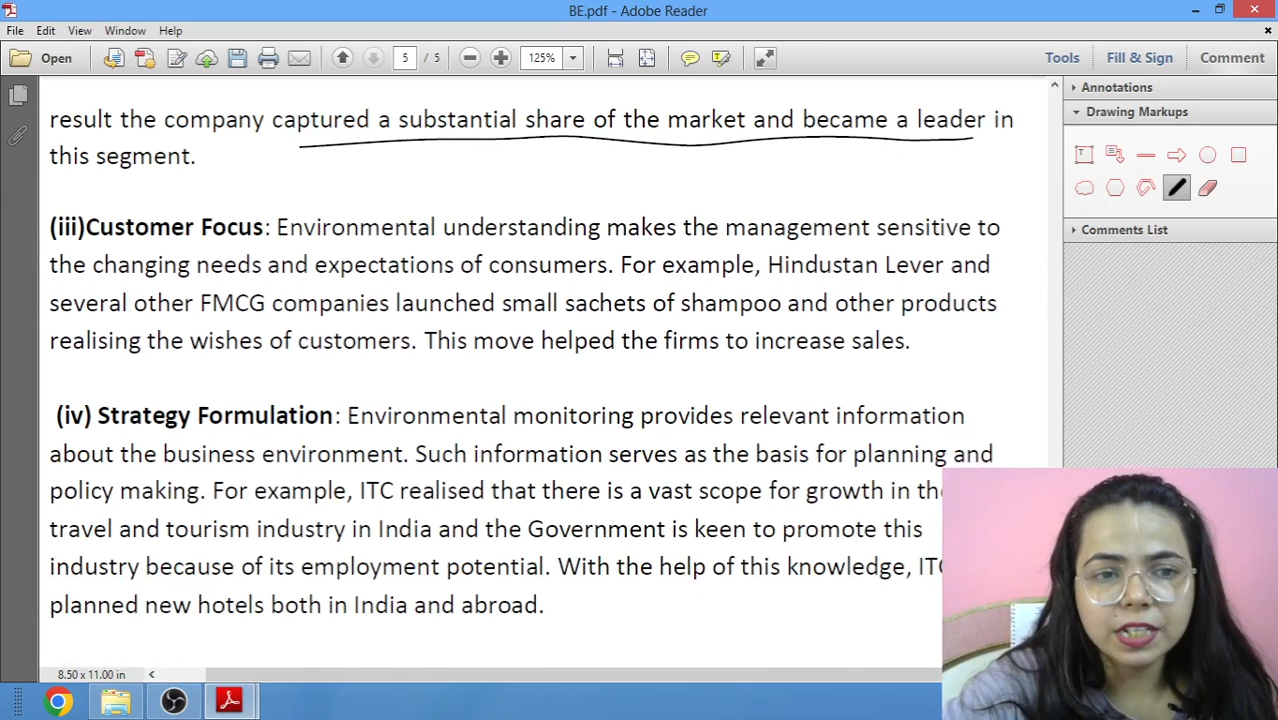 BE.pdf - Adobe Reader
File Edit View Window Help
Open 5 / 5 125% Tools Fill & Sign Comment
Annotations
Drawing Markups
T
Comments List
result the company captured a substantial share of the market and became a leader in
this segment.
(iii)Customer Focus: Environmental understanding makes the management sensitive to
the changing needs and expectations of consumers. For example, Hindustan Lever and
several other FMCG companies launched small sachets of shampoo and other products
realising the wishes of customers. This move helped the firms to increase sales.
(iv) Strategy Formulation: Environmental monitoring provides relevant information
about the business environment. Such information serves as the basis for planning and
policy making. For example, ITC realised that there is a vast scope for growth in the
travel and tourism industry in India and the Government is keen to promote this
industry because of its employment potential. With the help of this knowledge, ITC
planned new hotels both in India and abroad.
8.50 x 11.00 in